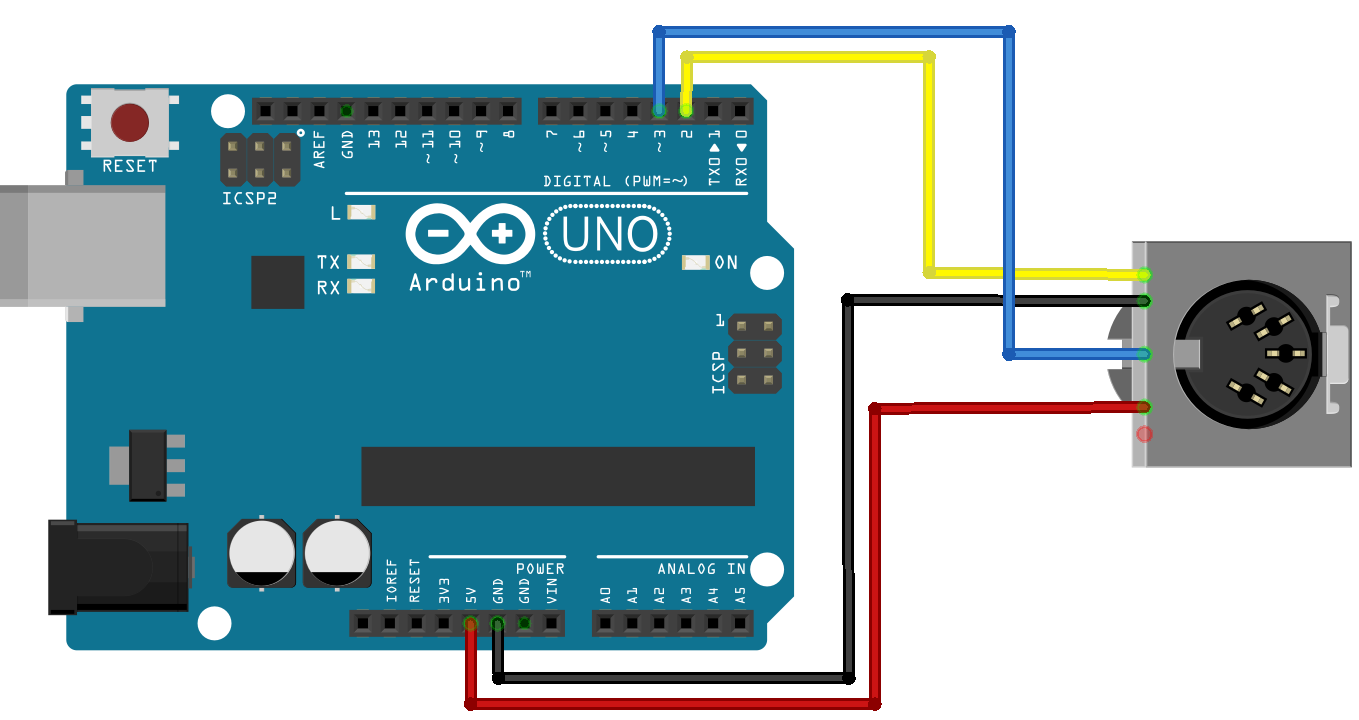 RESET
ICSP2
AREF
GND
13
12
~11
~10
~9
8
7
~6
~5
4
~3
2
TX0▶1
RX0◀0
DIGITAL (PWM=~)
L
TX
RX
Arduino™
UNO
ON
1
ICSP
IOREF
RESET
3V3
5V
GND
GND
VIN
POWER
ANALOG IN
A0
A1
A2
A3
A4
A5